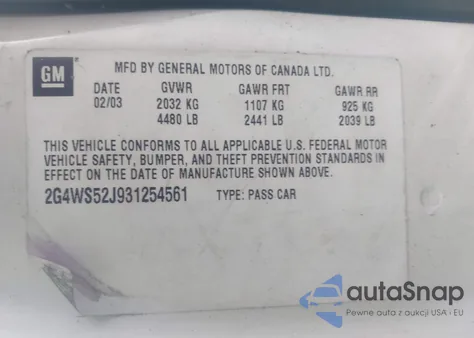 GM
MFD BY GENERAL MOTORS OF CANADA LTD.
DATE GVWR GAWR FRT GAWR RR
02/03 2032 KG 1107 KG 925 KG
4480 LB 2441 LB 2039 LB
THIS VEHICLE CONFORMS TO ALL APPLICABLE U.S. FEDERAL MOTOR
VEHICLE SAFETY, BUMPER, AND THEFT PREVENTION STANDARDS IN
EFFECT ON THE DATE OF MANUFACTURE SHOWN ABOVE.
2G4WS52J931254561 TYPE: PASS CAR
autoSnap
Pewne auta z aukcji USA i EU